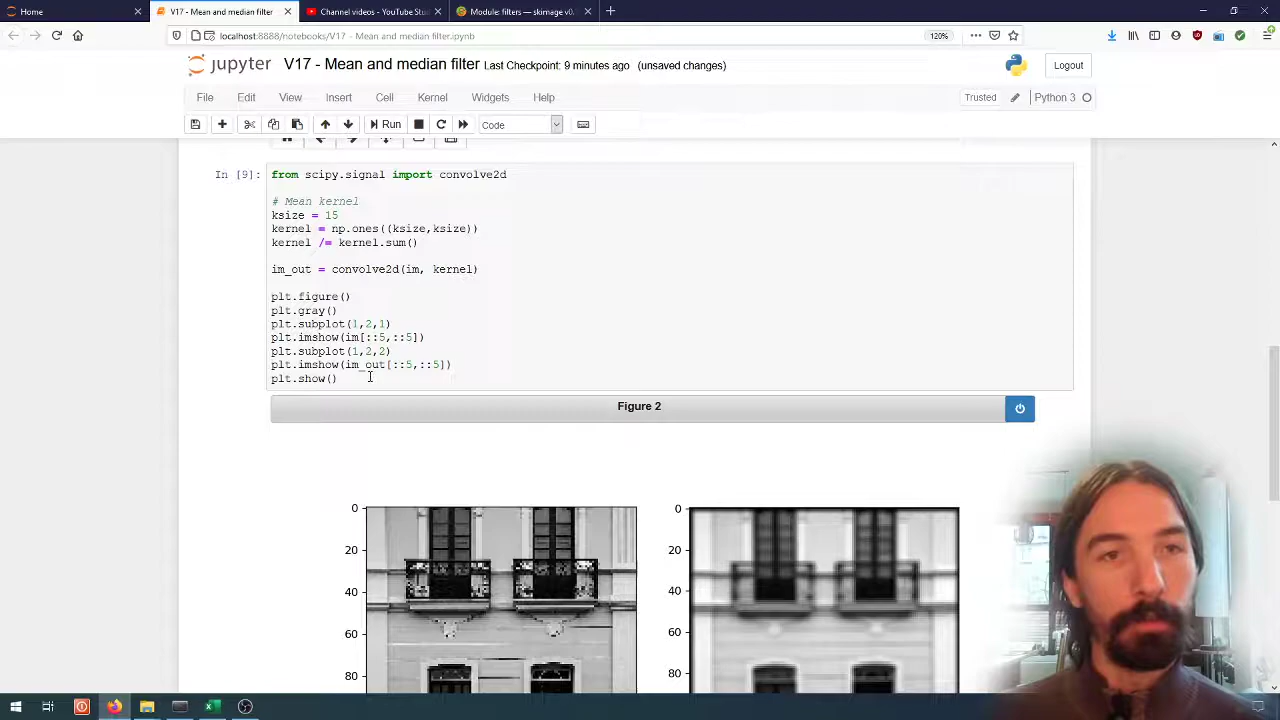 Home
V17 - Mean and median filter
Channel videos - YouTube Stud
Module: filters — skimage v0.
localhost:8888/notebooks/V17 - Mean and median filter.ipynb
120%
jupyter V17 - Mean and median filter Last Checkpoint: 9 minutes ago (unsaved changes)
Logout
File Edit View Insert Cell Kernel Widgets Help
Trusted
Python 3
Run
Code
In [9]:
from scipy.signal import convolve2d
# Mean kernel
ksize = 15
kernel = np.ones((ksize,ksize))
kernel /= kernel.sum()
im_out = convolve2d(im, kernel)
plt.figure()
plt.gray()
plt.subplot(1,2,1)
plt.imshow(im[::5,::5])
plt.subplot(1,2,2)
plt.imshow(im_out[::5,::5])
plt.show()
Figure 2
0
20
40
60
80
0
20
40
60
80